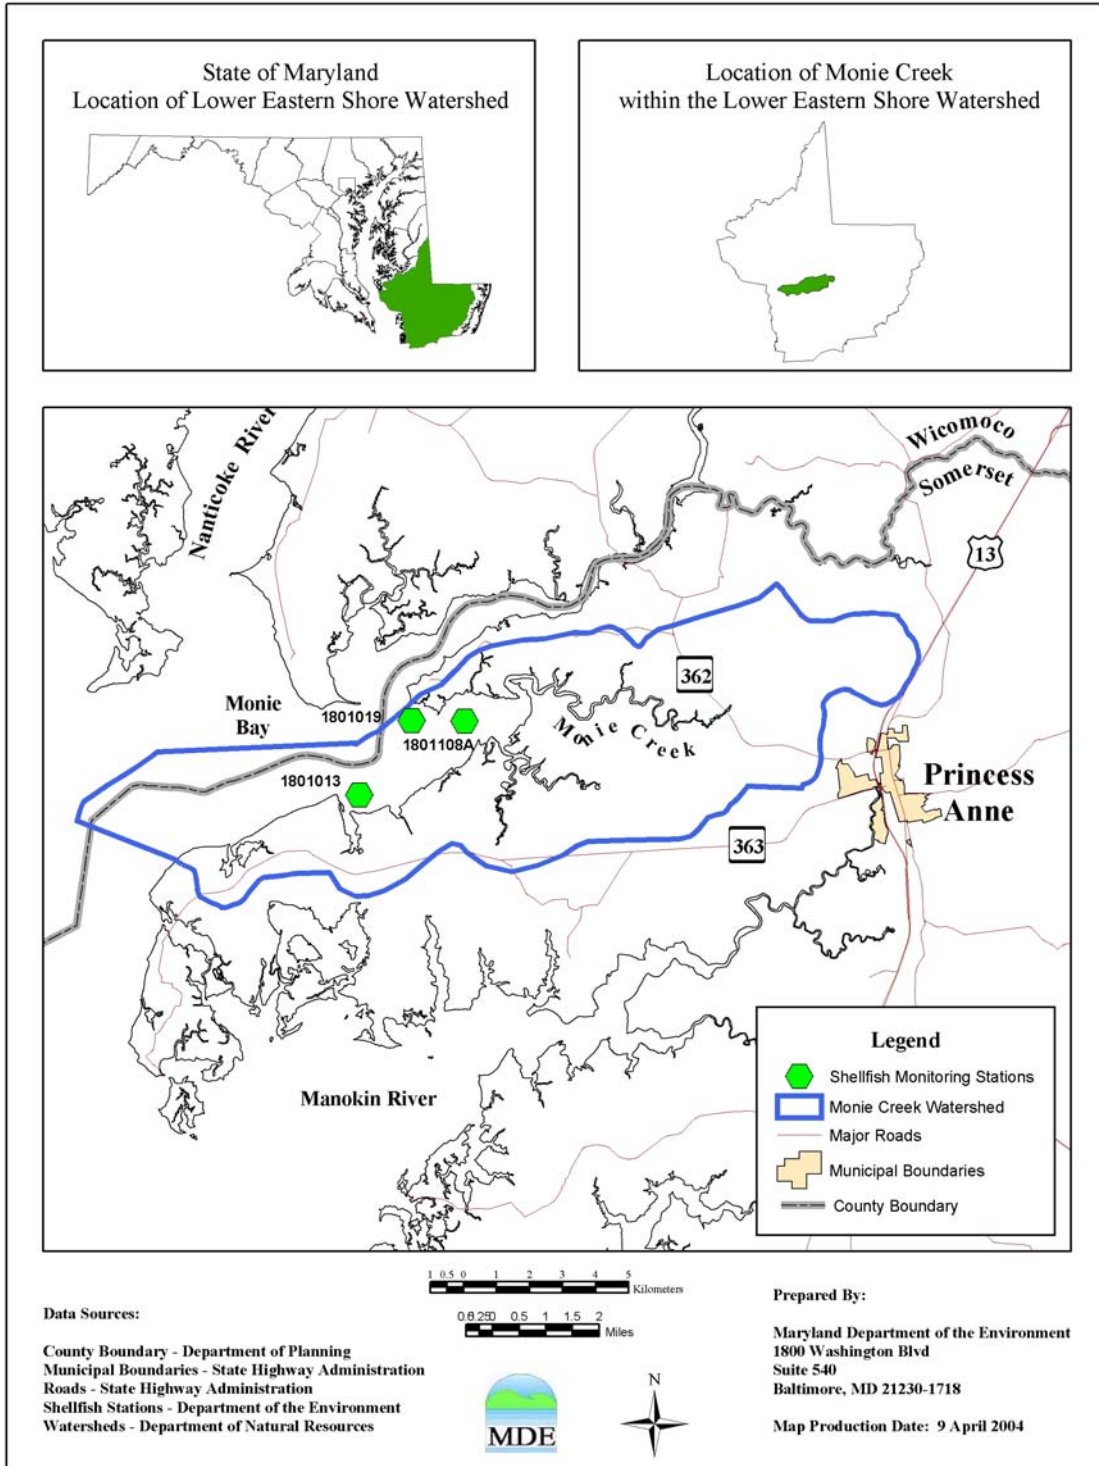 State of Maryland
Location of Lower Eastern Shore Watershed
Location of Monie Creek
within the Lower Eastern Shore Watershed
Nanticoke River
Wicomoco
Somerset
13
362
Monie
Bay
1801019
1801108A
Monie Creek
1801013
Princess
Anne
363
Manokin River
Legend
Shellfish Monitoring Stations
Monie Creek Watershed
Major Roads
Municipal Boundaries
County Boundary
1 0.5 0 1 2 3 4 5
Kilometers
0.5 0.25 0 0.5 1 1.5 2
Miles
Data Sources:
County Boundary - Department of Planning
Municipal Boundaries - State Highway Administration
Roads - State Highway Administration
Shellfish Stations - Department of the Environment
Watersheds - Department of Natural Resources
MDE
N
Prepared By:
Maryland Department of the Environment
1800 Washington Blvd
Suite 540
Baltimore, MD 21230-1718
Map Production Date: 9 April 2004